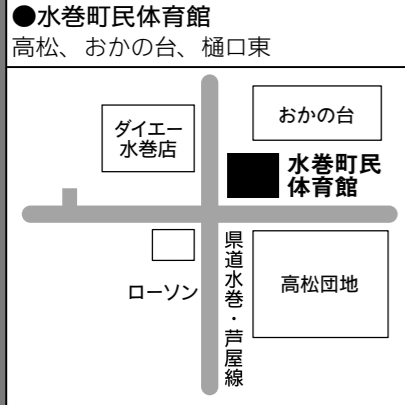 ●水巻町民体育館
高松、おかの台、樋口東
ダイエー
水巻店
おかの台
水巻町民
体育館
ローソン
県道水巻・芦屋線
高松団地